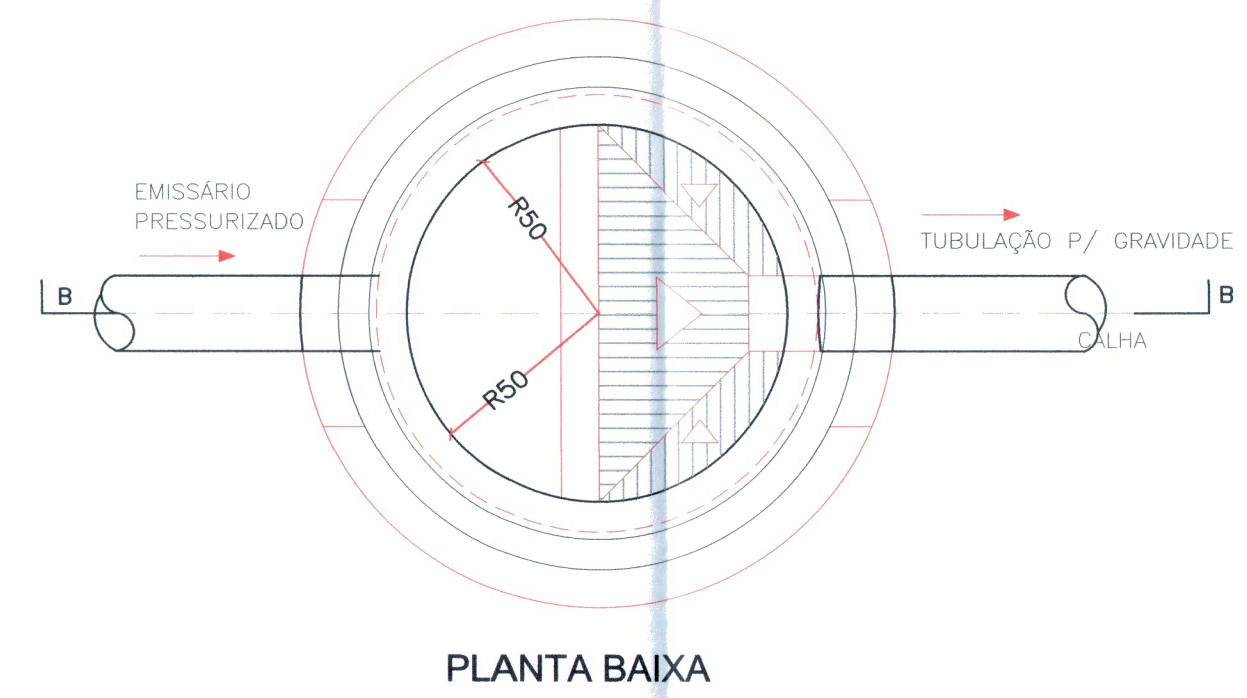 EMISSÁRIO
PRESSURIZADO
R50
R50
TUBULAÇÃO P/ GRAVIDADE
B
B
CALHA
PLANTA BAIXA